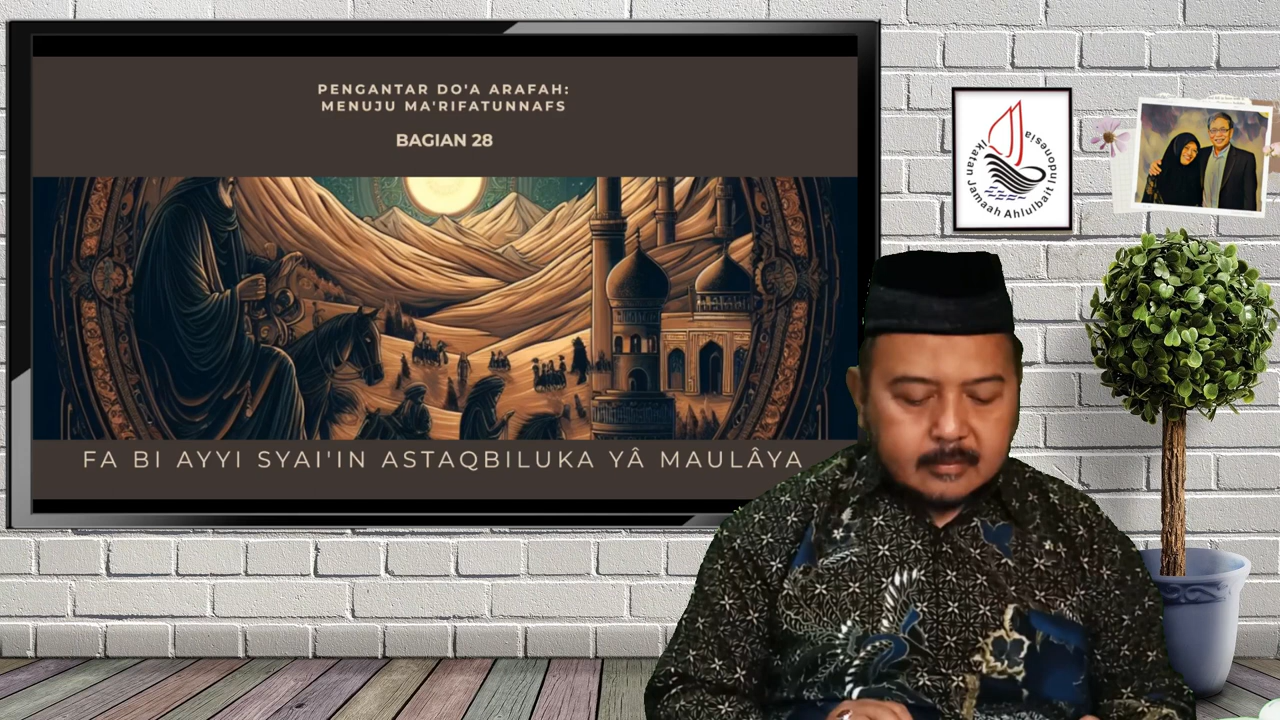 PENGANTAR DO'A ARAFAH:
MENUJU MA'RIFATUNNAFS
BAGIAN 28
FA BI AYYI SYAI'IN ASTAQBILUKA YÂ MAULÂYA
Ikatan Jamaah Ahlulbait Indonesia